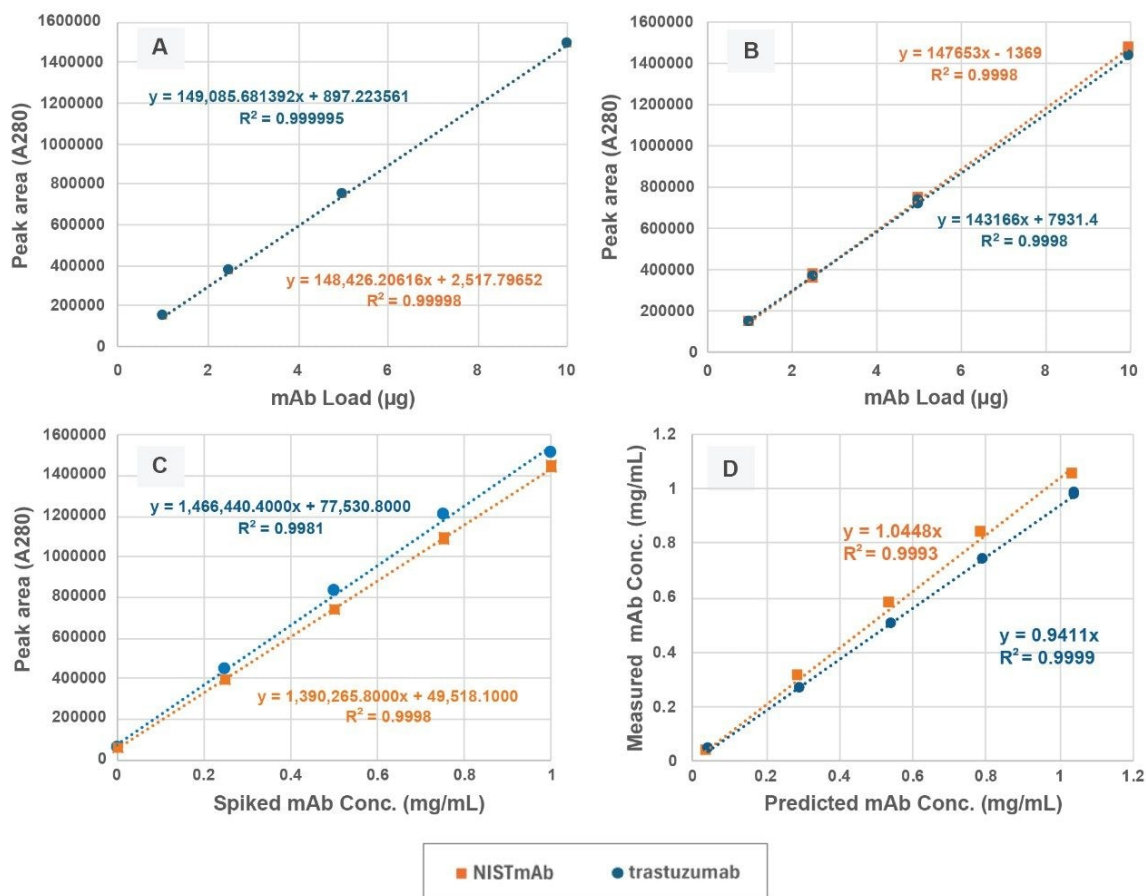 A
1600000
1400000
1200000
1000000
800000
600000
400000
200000
0
Peak area (A280)
y = 149,085.681392x + 897.223561
R² = 0.999995
y = 148,426.20616x + 2,517.79652
R² = 0.99998
0 2 4 6 8 10
mAb Load (µg)
B
1600000
1400000
1200000
1000000
800000
600000
400000
200000
0
Peak area (A280)
y = 147653x - 1369
R² = 0.9998
y = 143166x + 7931.4
R² = 0.9998
0 2 4 6 8 10
mAb Load (µg)
C
1600000
1400000
1200000
1000000
800000
600000
400000
200000
0
Peak area (A280)
y = 1,466,440.4000x + 77,530.8000
R² = 0.9981
y = 1,390,265.8000x + 49,518.1000
R² = 0.9998
0 0.2 0.4 0.6 0.8 1
Spiked mAb Conc. (mg/mL)
D
1.2
1
0.8
0.6
0.4
0.2
0
Measured mAb Conc. (mg/mL)
y = 1.0448x
R² = 0.9993
y = 0.9411x
R² = 0.9999
0 0.2 0.4 0.6 0.8 1 1.2
Predicted mAb Conc. (mg/mL)
NISTmAb trastuzumab